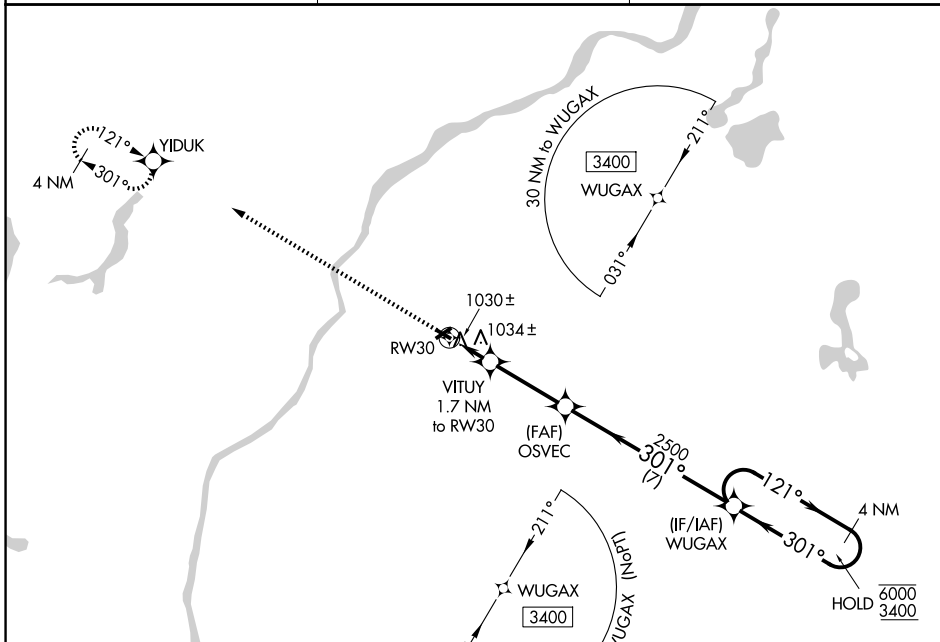 121°
YIDUK
301°
4 NM
30 NM to WUGAX
211°
3400
WUGAX
031°
1030±
1034±
RW30
VITUY
1.7 NM
to RW30
(FAF)
OSVEC
2500
301°
(7)
121°
4 NM
(IF/IAF)
WUGAX
301°
HOLD 6000
3400
211°
WUGAX
3400
WUGAX (NoPT)